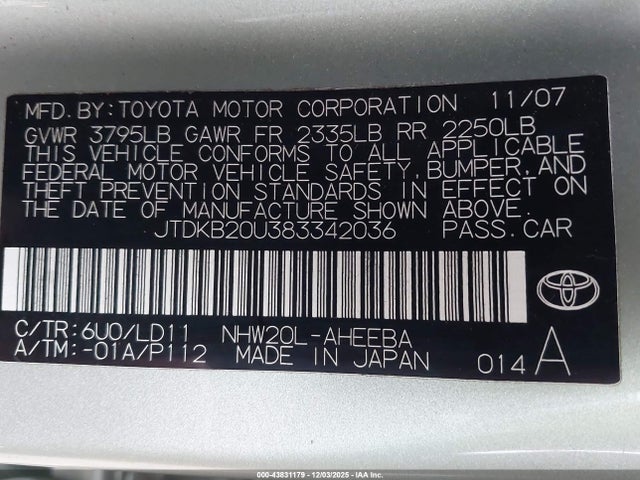 MFD. BY: TOYOTA MOTOR CORPORATION 11/07
GVWR 3795LB GAWR FR 2335LB RR 2250LB
THIS VEHICLE CONFORMS TO ALL APPLICABLE
FEDERAL MOTOR VEHICLE SAFETY, BUMPER, AND
THEFT PREVENTION STANDARDS IN EFFECT ON
THE DATE OF MANUFACTURE SHOWN ABOVE.
JTDKB20U383342036 PASS. CAR
C/TR: 6U0/LD11 NHW20L-AHEEBA
A/TM: -01A/P112 MADE IN JAPAN 014 A
TOYOTA
000-43831179 - 12/03/2025 - IAA Inc.